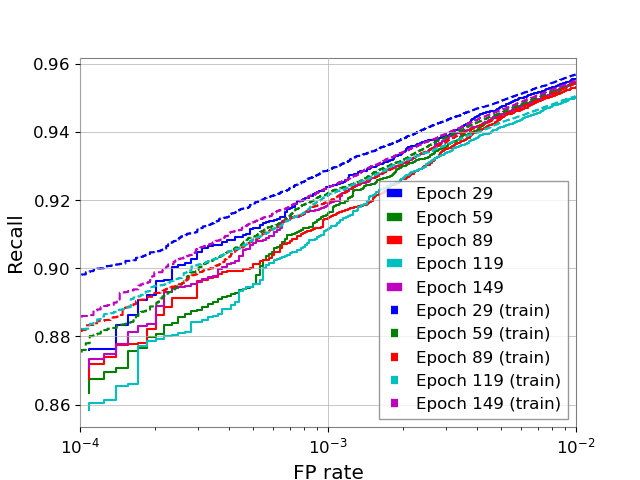 0.96
0.94
0.92
0.90
0.88
0.86
Recall
10⁻⁴
10⁻³
10⁻²
FP rate
Epoch 29
Epoch 59
Epoch 89
Epoch 119
Epoch 149
Epoch 29 (train)
Epoch 59 (train)
Epoch 89 (train)
Epoch 119 (train)
Epoch 149 (train)